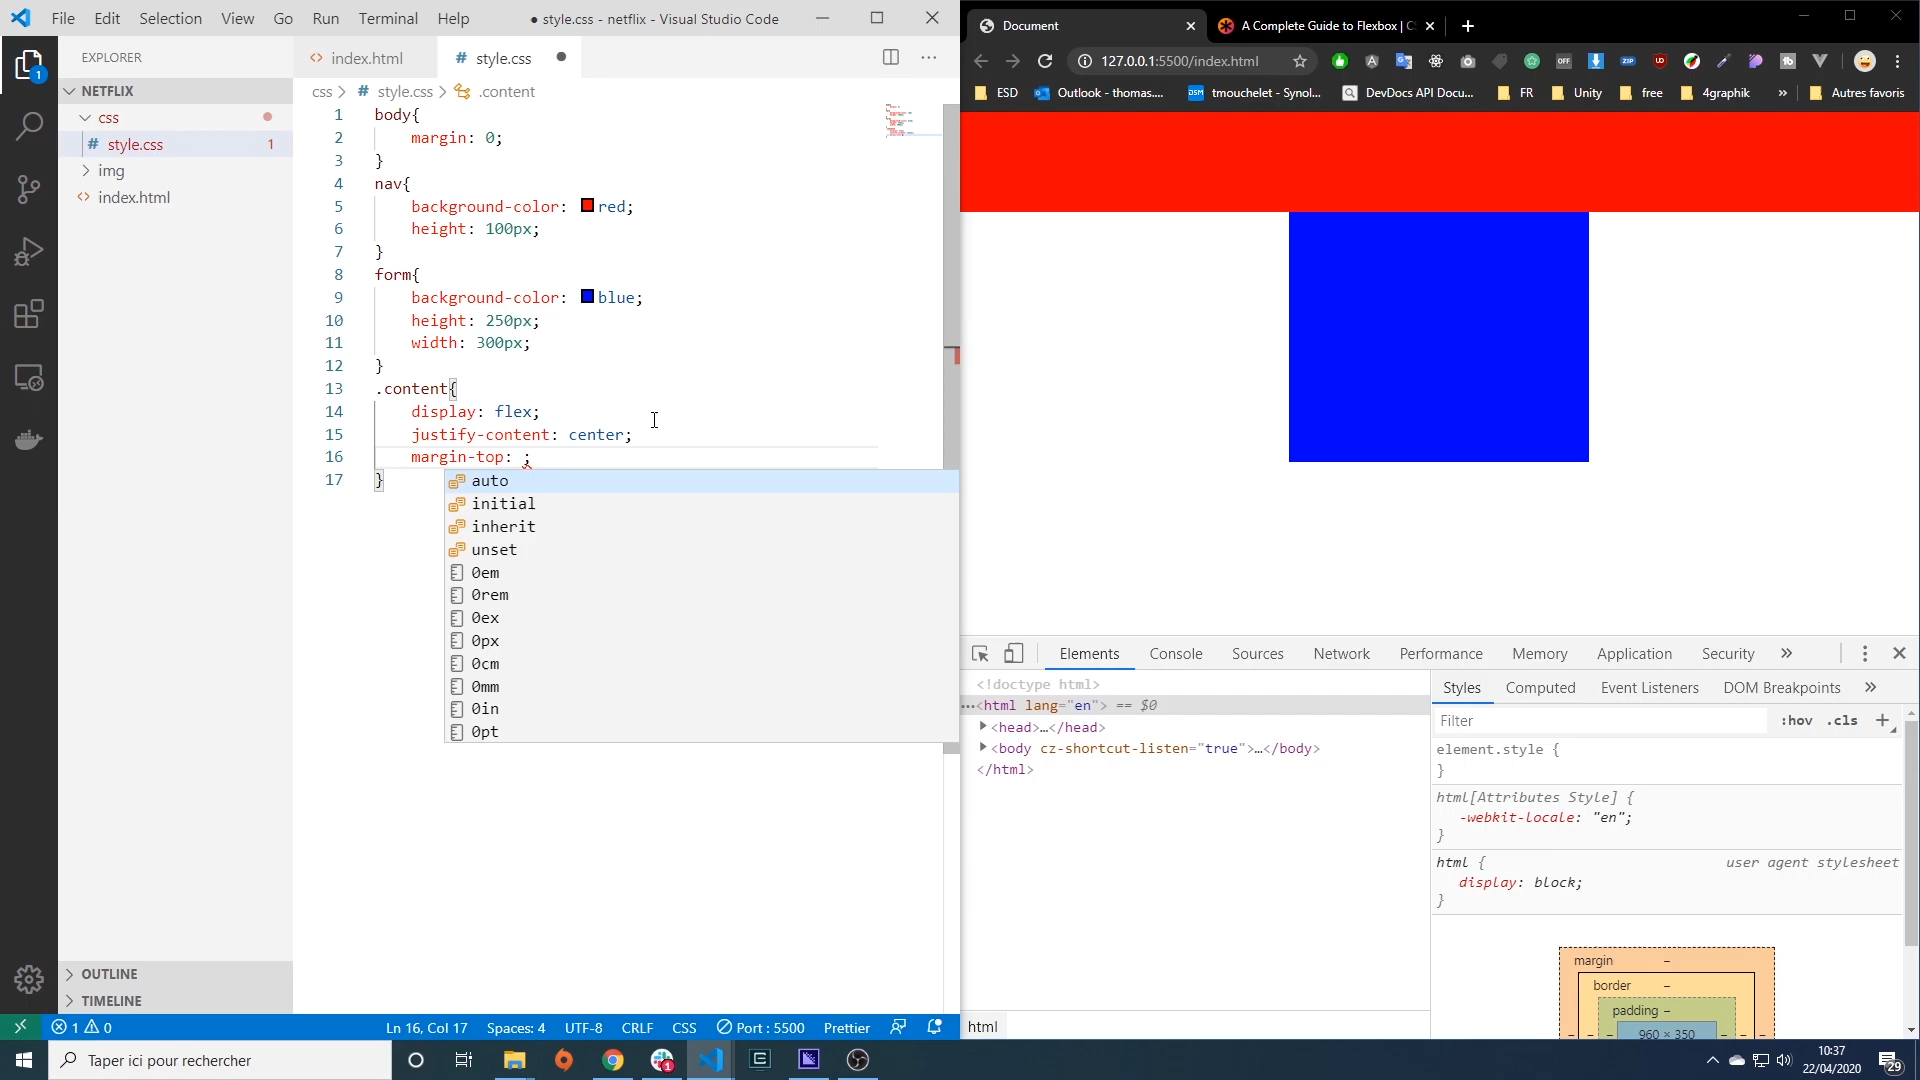 File Edit Selection View Go Run Terminal Help ● style.css - netflix - Visual Studio Code
EXPLORER
NETFLIX
css
# style.css 1
img
index.html
OUTLINE
TIMELINE
index.html
# style.css
css > # style.css > .content
1 body{
2 margin: 0;
3 }
4 nav{
5 background-color: red;
6 height: 100px;
7 }
8 form{
9 background-color: blue;
10 height: 250px;
11 width: 300px;
12 }
13 .content{
14 display: flex;
15 justify-content: center;
16 margin-top: ;
17 }
auto
initial
inherit
unset
0em
0rem
0ex
0px
0cm
0mm
0in
0pt
1 0 Ln 16, Col 17 Spaces: 4 UTF-8 CRLF CSS Port : 5500 Prettier
Document
A Complete Guide to Flexbox | C
127.0.0.1:5500/index.html
ESD Outlook - thomas.... tmouchelet - Synol... DevDocs API Docu... FR Unity free 4graphik » Autres favoris
Elements Console Sources Network Performance Memory Application Security »
<!doctype html>
···<html lang="en"> == $0
<head>…</head>
<body cz-shortcut-listen="true">…</body>
</html>
html
Styles Computed Event Listeners DOM Breakpoints »
Filter :hov .cls +
element.style {
}
html[Attributes Style] {
-webkit-locale: "en";
}
html { user agent stylesheet
display: block;
}
margin –
border –
padding –
960 × 350
Taper ici pour rechercher
10:37
22/04/2020
29